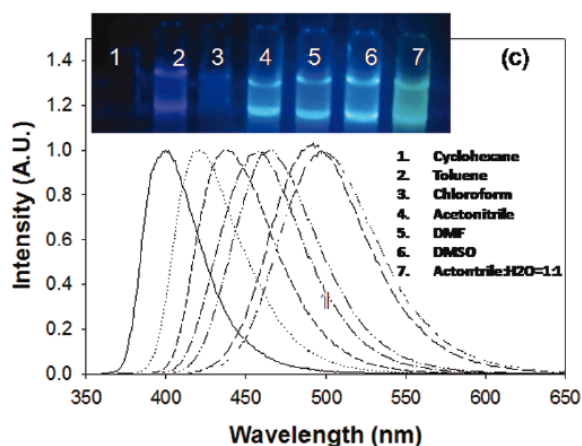 1 2 3 4 5 6 7
(c)
1.4
1.2
1.0
0.8
0.6
0.4
0.2
0.0
Intensity (A.U.)
1. Cyclohexane
2. Toluene
3. Chloroform
4. Acetonitrile
5. DMF
6. DMSO
7. Actontrile:H2O=1:1
350 400 450 500 550 600 650
Wavelength (nm)